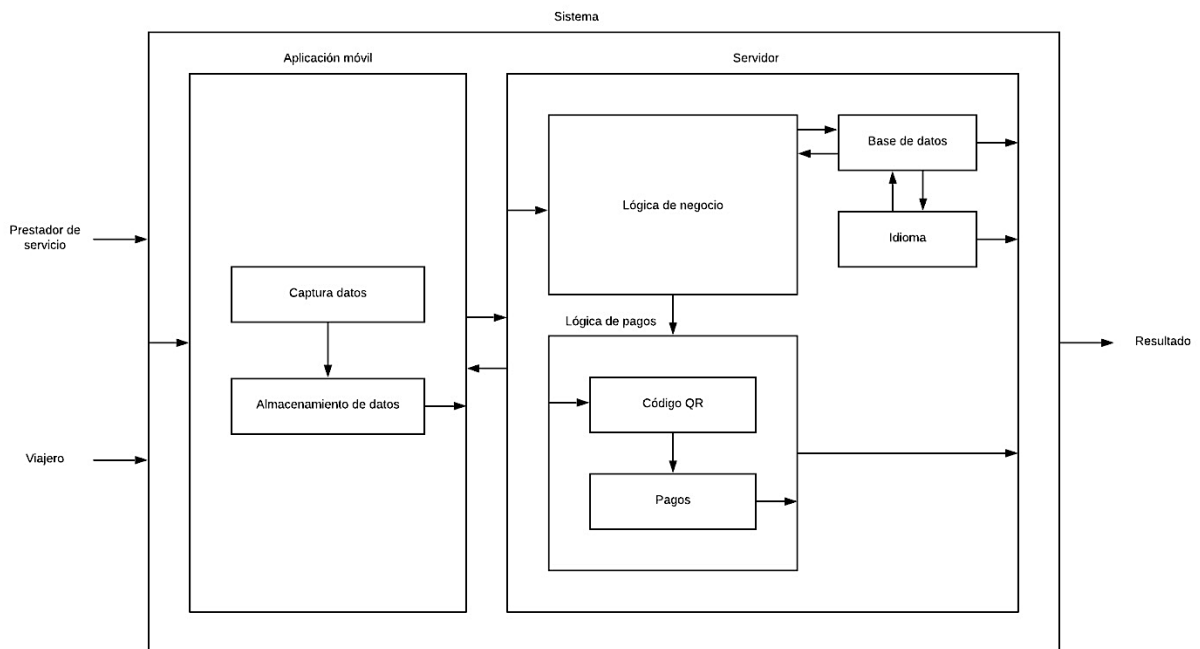 Sistema
Aplicación móvil
Servidor
Base de datos
Lógica de negocio
Idioma
Prestador de
servicio
Captura datos
Lógica de pagos
Resultado
Almacenamiento de datos
Código QR
Viajero
Pagos